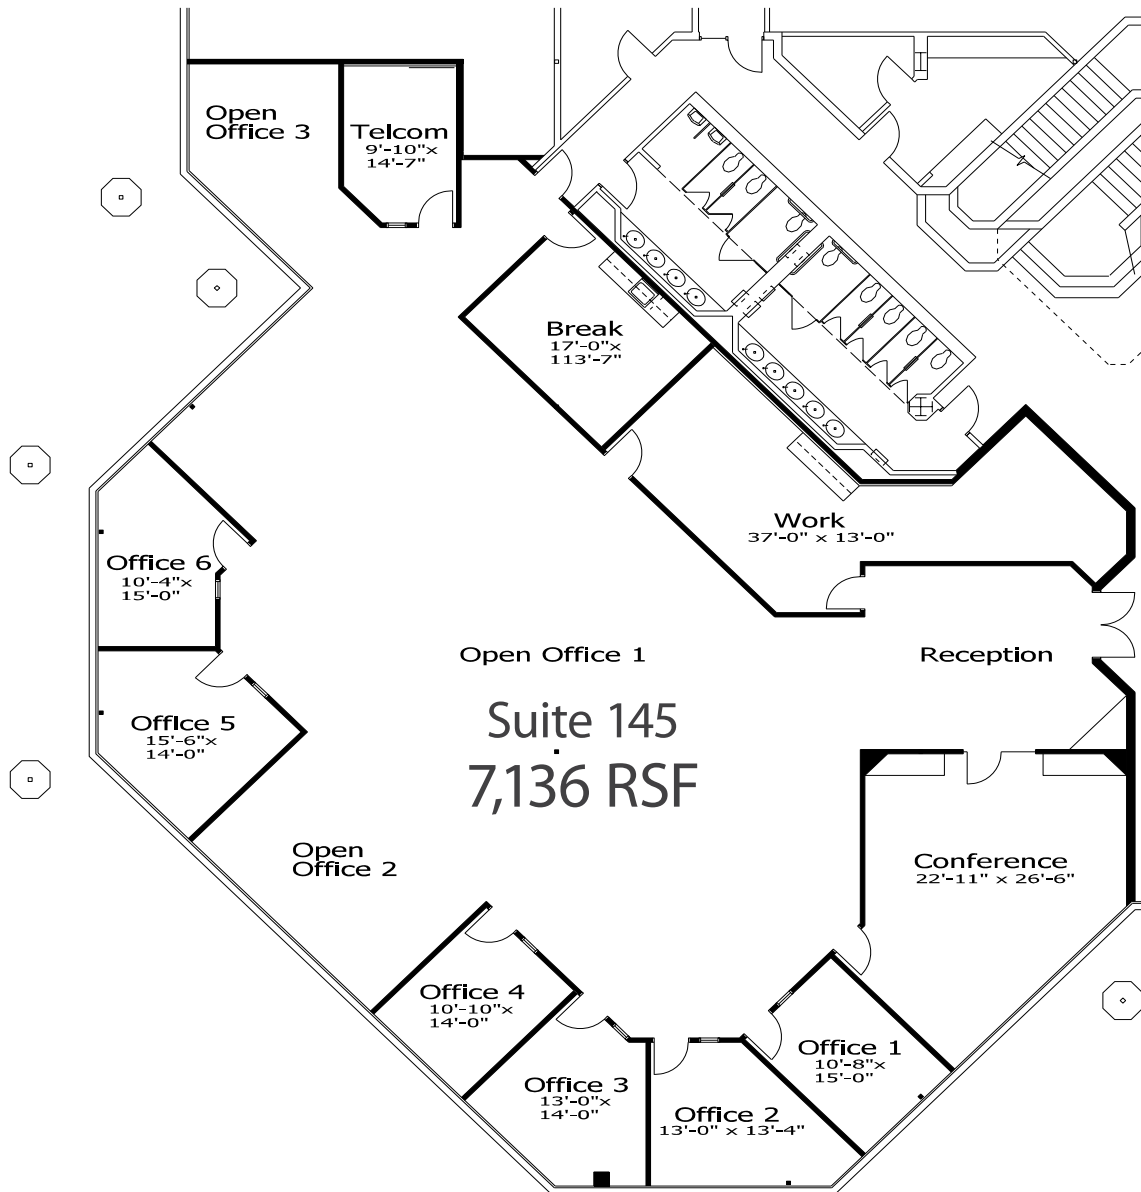 Open
Office 3
Telcom
9'-10"x
14'-7"
Break
17'-0"x
113'-7"
Work
37'-0" x 13'-0"
Office 6
10'-4"x
15'-0"
Open Office 1
Reception
Office 5
15'-6"x
14'-0"
Suite 145
7,136 RSF
Open
Office 2
Conference
22'-11" x 26'-6"
Office 4
10'-10"x
14'-0"
Office 1
10'-8"x
15'-0"
Office 3
13'-0"x
14'-0"
Office 2
13'-0" x 13'-4"